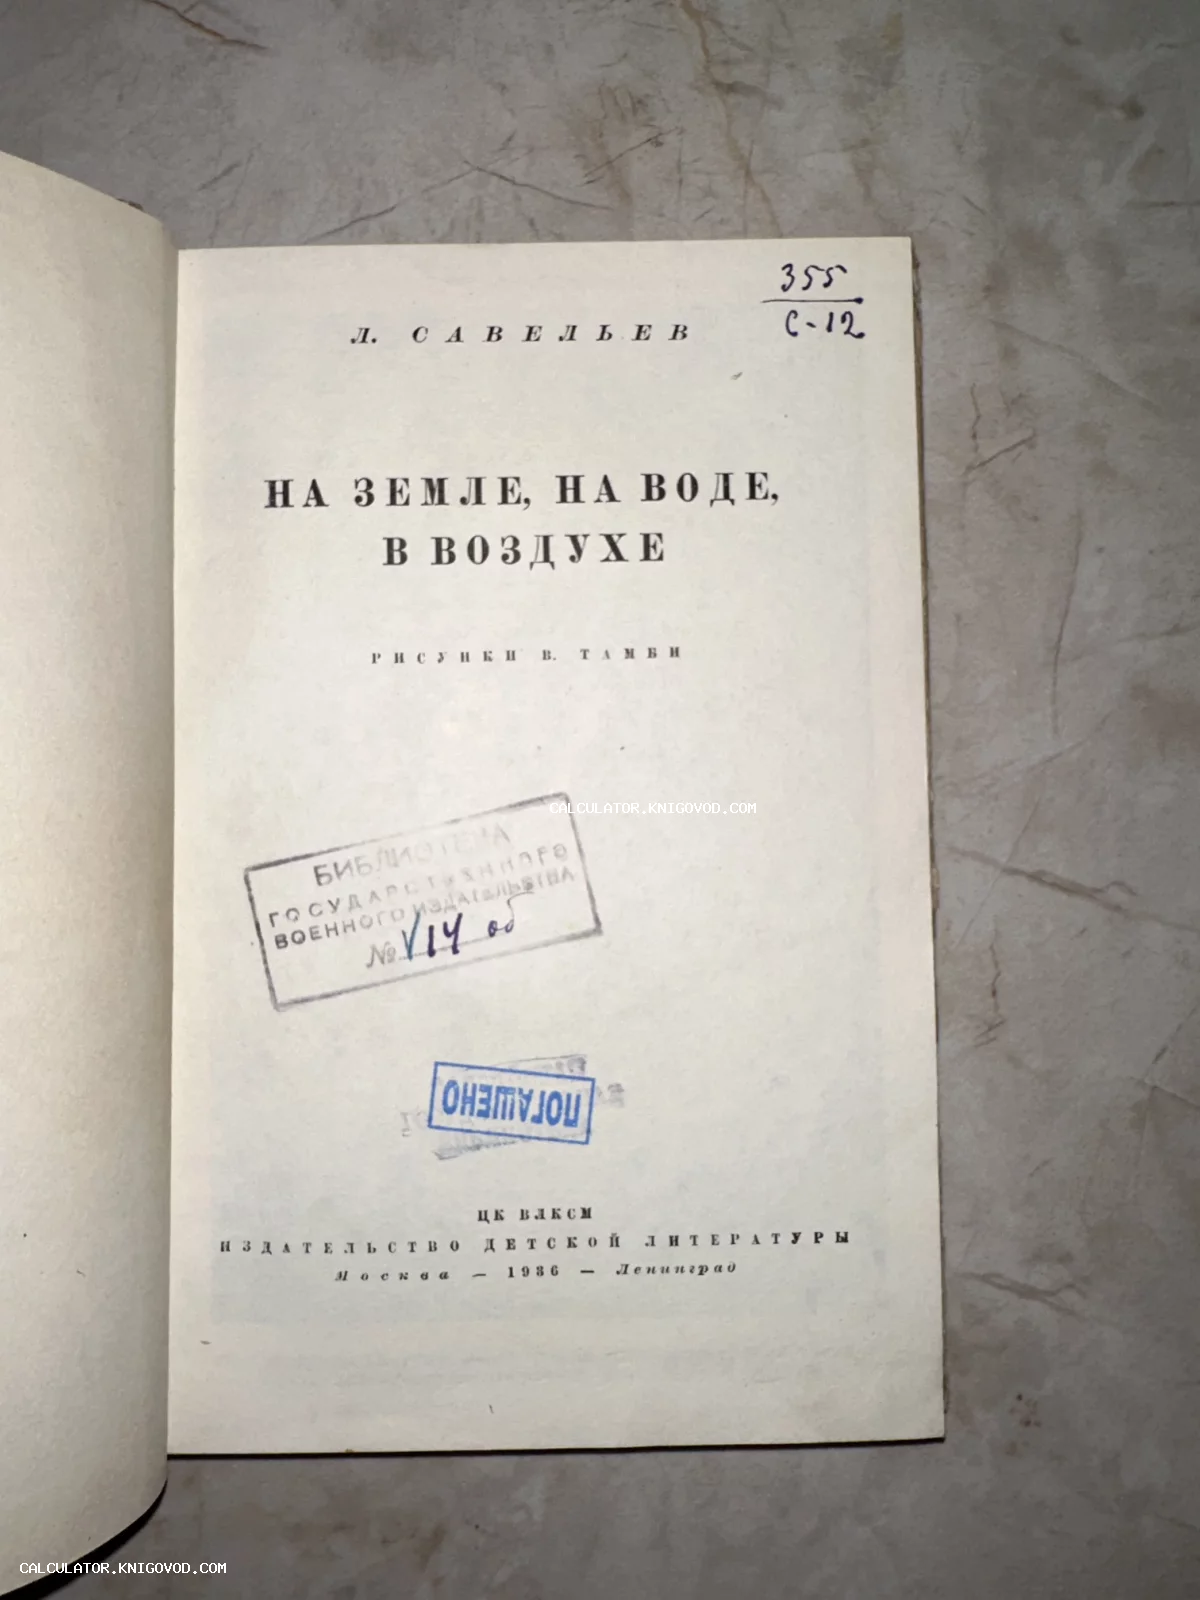 355
С-12
Л. САВЕЛЬЕВ
НА ЗЕМЛЕ, НА ВОДЕ,
В ВОЗДУХЕ
РИСУНКИ В. ТАМБИ
CALCULATOR.KNIGOVOD.COM
БИБЛИОТЕКА
ГОСУДАРСТВЕННОГО
ВОЕННОГО ИЗДАТЕЛЬСТВА
№ V14 об
ПОГАШЕНО
ЦК ВЛКСМ
ИЗДАТЕЛЬСТВО ДЕТСКОЙ ЛИТЕРАТУРЫ
Москва — 1936 — Ленинград
CALCULATOR.KNIGOVOD.COM